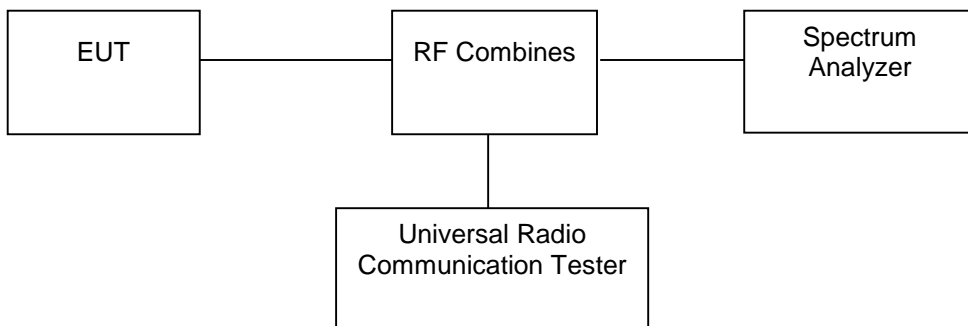 EUT
RF Combines
Spectrum
Analyzer
Universal Radio
Communication Tester